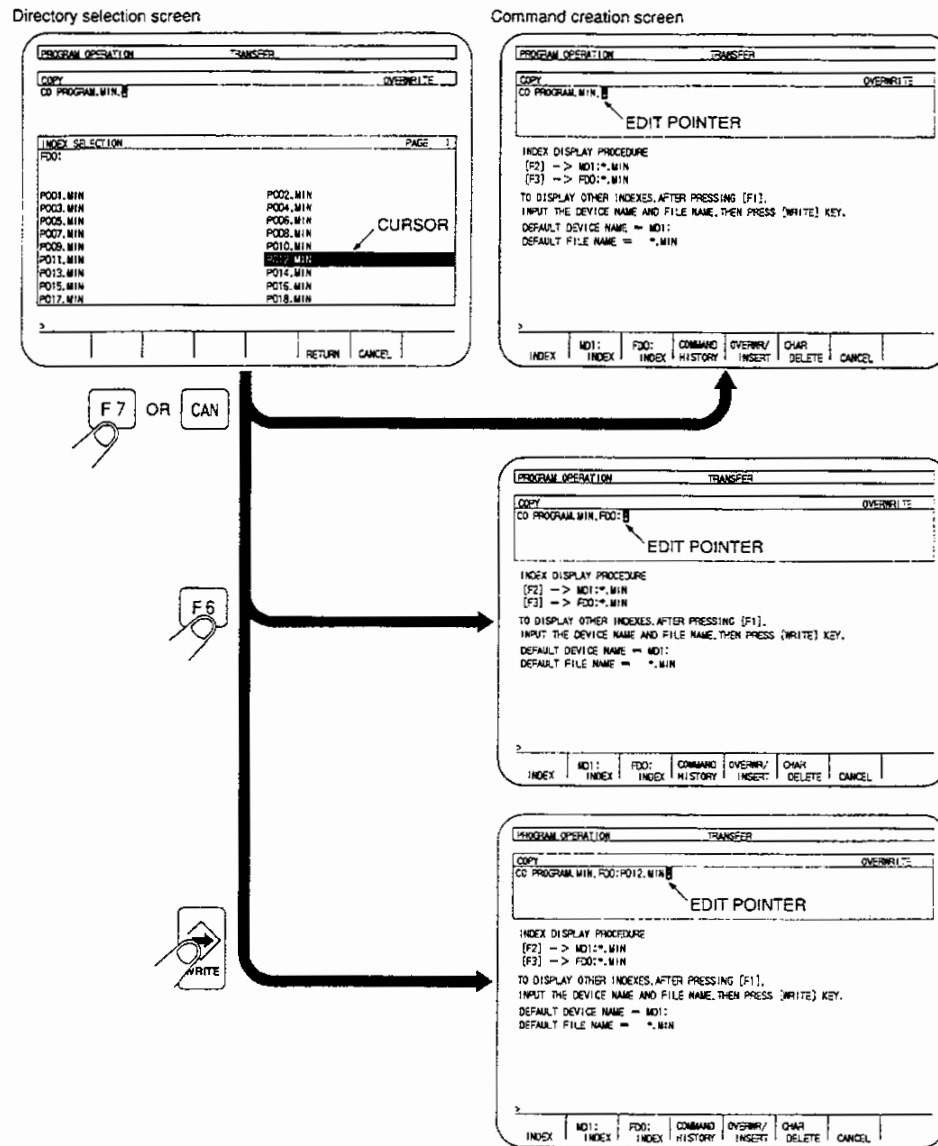 Directory selection screen
Command creation screen
PROGRAM OPERATION TRANSFER
COPY OVERWRITE
CO PROGRAM.MIN,
INDEX SELECTION PAGE 1
FD0:
P001.MIN P002.MIN
P003.MIN P004.MIN
P005.MIN P006.MIN
P007.MIN P008.MIN
P009.MIN P010.MIN
P011.MIN P012.MIN
P013.MIN P014.MIN
P015.MIN P016.MIN
P017.MIN P018.MIN
CURSOR
>
RETURN CANCEL
PROGRAM OPERATION TRANSFER
COPY OVERWRITE
CO PROGRAM.MIN,
EDIT POINTER
INDEX DISPLAY PROCEDURE
[F2] -> MD1:*.MIN
[F3] -> FD0:*.MIN
TO DISPLAY OTHER INDEXES, AFTER PRESSING [F1],
INPUT THE DEVICE NAME AND FILE NAME, THEN PRESS [WRITE] KEY.
DEFAULT DEVICE NAME = MD1:
DEFAULT FILE NAME = *.MIN
>
INDEX MD1: INDEX FD0: INDEX COMMAND HISTORY OVERWR/ INSERT CHAR DELETE CANCEL
F 7 OR CAN
PROGRAM OPERATION TRANSFER
COPY OVERWRITE
CO PROGRAM.MIN,FD0:
EDIT POINTER
INDEX DISPLAY PROCEDURE
[F2] -> MD1:*.MIN
[F3] -> FD0:*.MIN
TO DISPLAY OTHER INDEXES, AFTER PRESSING [F1],
INPUT THE DEVICE NAME AND FILE NAME, THEN PRESS [WRITE] KEY.
DEFAULT DEVICE NAME = MD1:
DEFAULT FILE NAME = *.MIN
>
INDEX MD1: INDEX FD0: INDEX COMMAND HISTORY OVERWR/ INSERT CHAR DELETE CANCEL
F 6
PROGRAM OPERATION TRANSFER
COPY OVERWRITE
CO PROGRAM.MIN,FD0:P012.MIN
EDIT POINTER
INDEX DISPLAY PROCEDURE
[F2] -> MD1:*.MIN
[F3] -> FD0:*.MIN
TO DISPLAY OTHER INDEXES, AFTER PRESSING [F1],
INPUT THE DEVICE NAME AND FILE NAME, THEN PRESS [WRITE] KEY.
DEFAULT DEVICE NAME = MD1:
DEFAULT FILE NAME = *.MIN
>
INDEX MD1: INDEX FD0: INDEX COMMAND HISTORY OVERWR/ INSERT CHAR DELETE CANCEL
WRITE